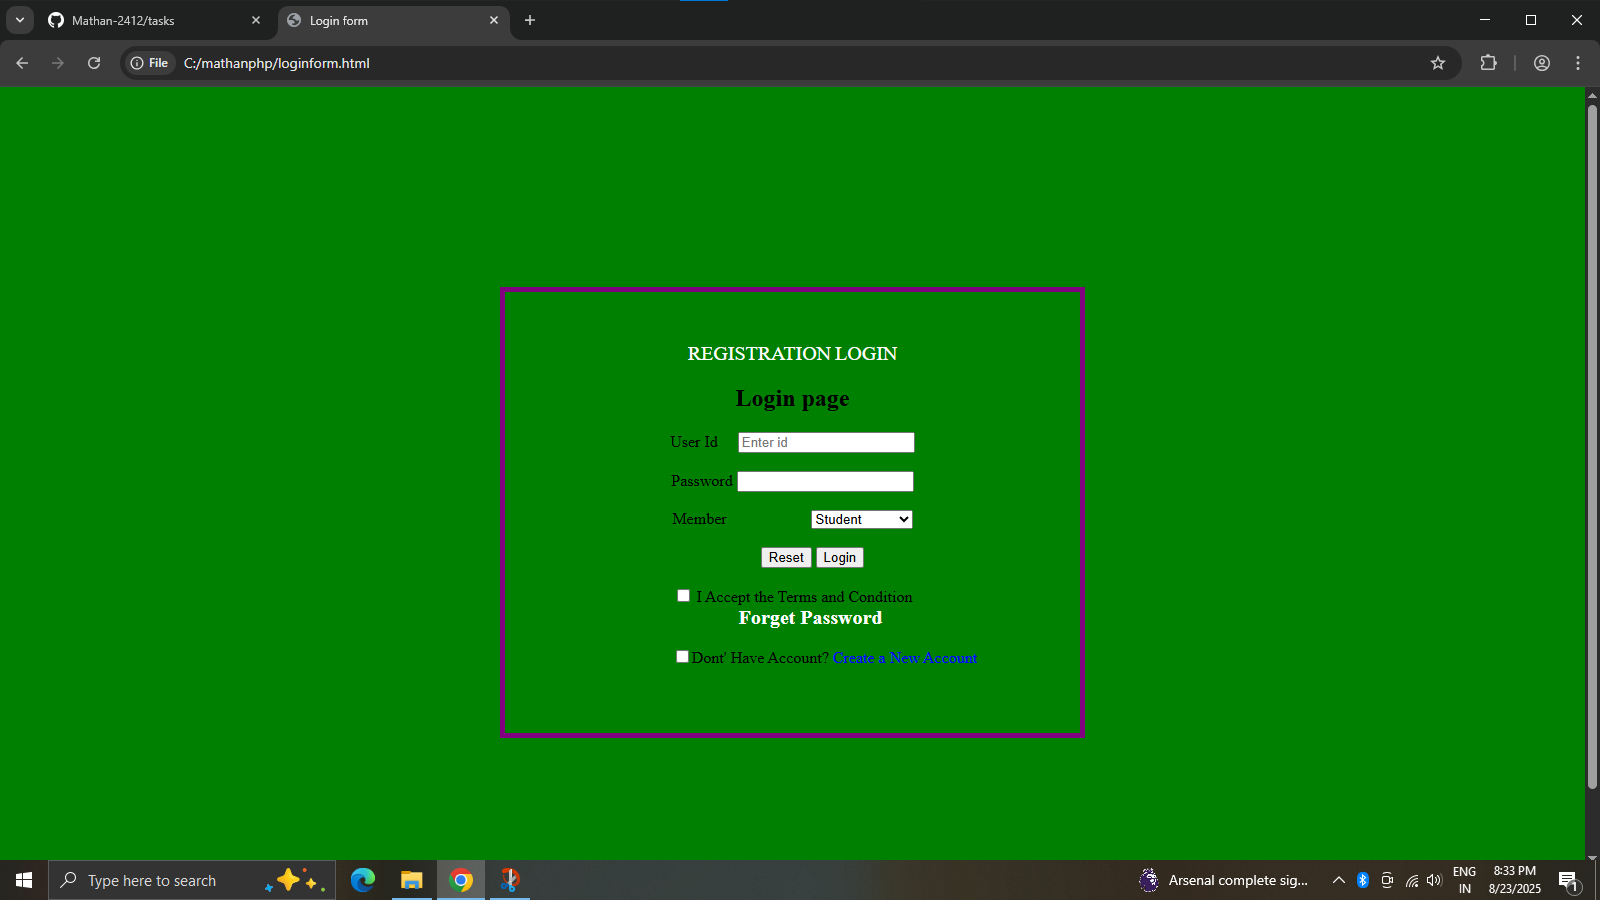 Mathan-2412/tasks
Login form
File C:/mathanphp/loginform.html
REGISTRATION LOGIN
Login page
User Id Enter id
Password
Member Student
Reset Login
I Accept the Terms and Condition
Forget Password
Dont' Have Account? Create a New Account
Type here to search
Arsenal complete sig...
ENG
IN
8:33 PM
8/23/2025
1